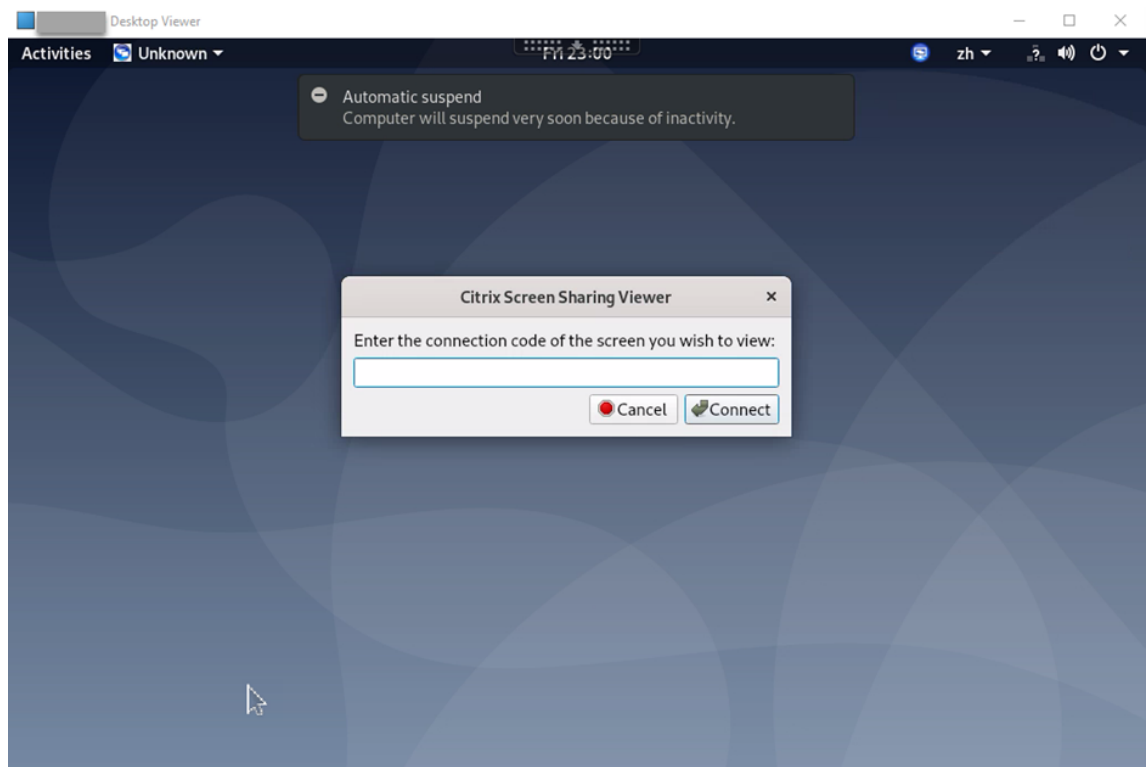 Desktop Viewer
Activities Unknown Fri 23:00 zh
Automatic suspend
Computer will suspend very soon because of inactivity.
Citrix Screen Sharing Viewer
Enter the connection code of the screen you wish to view:
Cancel Connect